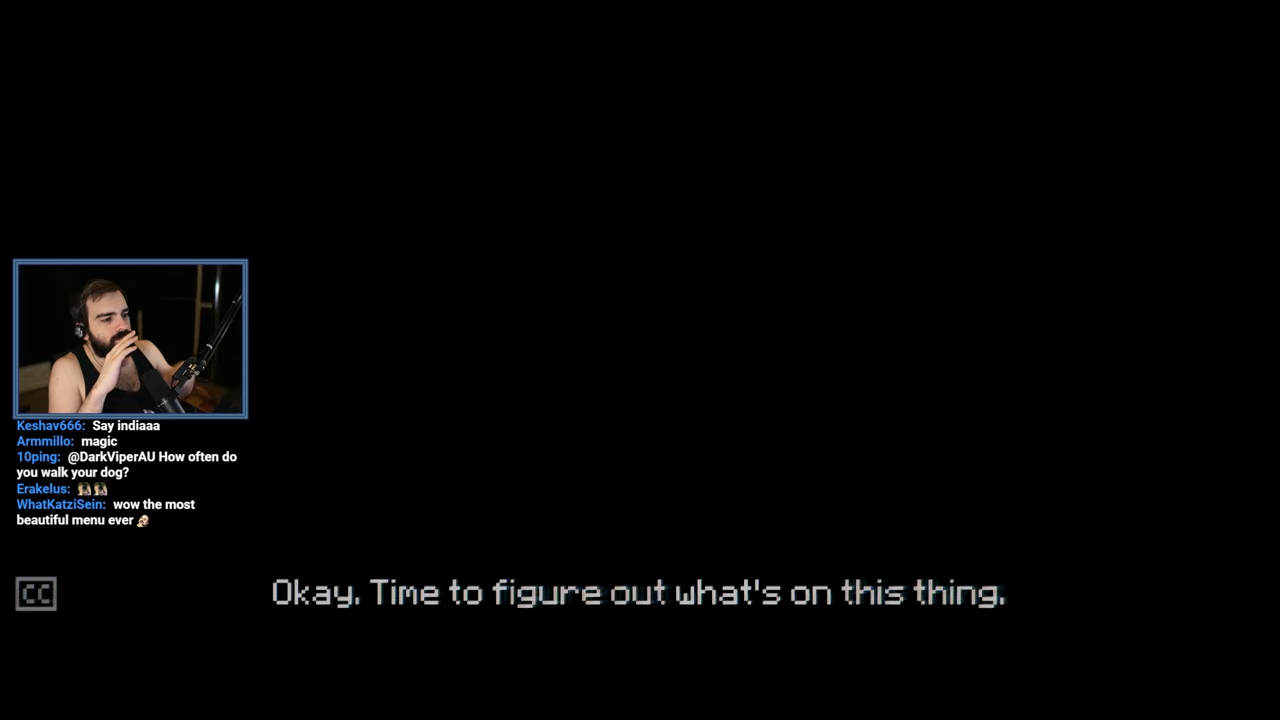 Keshav666: Say indiaaa
Armmillo: magic
10ping: @DarkViperAU How often do
you walk your dog?
Erakelus:
WhatKatziSein: wow the most
beautiful menu ever
CC
Okay. Time to figure out what's on this thing.